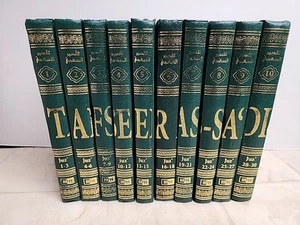 تفسير السعدي
1 2 3 4 5 6 7 8 9 10
TAFSEER AS-SA'DI
Juz' 1-3
Juz' 4-6
Juz' 7-9
Juz' 10-12
Juz' 13-15
Juz' 16-18
Juz' 19-21
Juz' 22-24
Juz' 25-27
Juz' 28-30